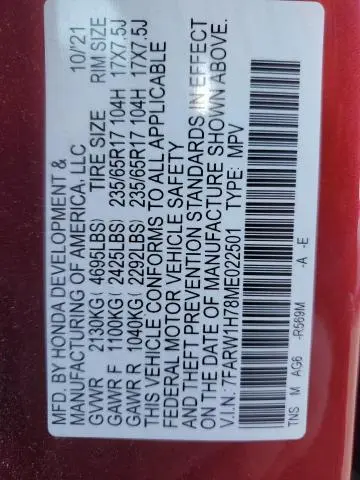 MFD. BY HONDA DEVELOPMENT & 10/'21
MANUFACTURING OF AMERICA, LLC
TIRE SIZE RIM SIZE
GVWR 2130KG( 4695LBS)
GAWR F 1100KG( 2425LBS) 235/65R17 104H 17X7.5J
GAWR R 1040KG( 2292LBS) 235/65R17 104H 17X7.5J
THIS VEHICLE CONFORMS TO ALL APPLICABLE
FEDERAL MOTOR VEHICLE SAFETY
AND THEFT PREVENTION STANDARDS IN EFFECT
ON THE DATE OF MANUFACTURE SHOWN ABOVE.
V.I.N.: 7FARW1H78ME022501 TYPE: MPV
TNS M AG6 -R569M -A -E